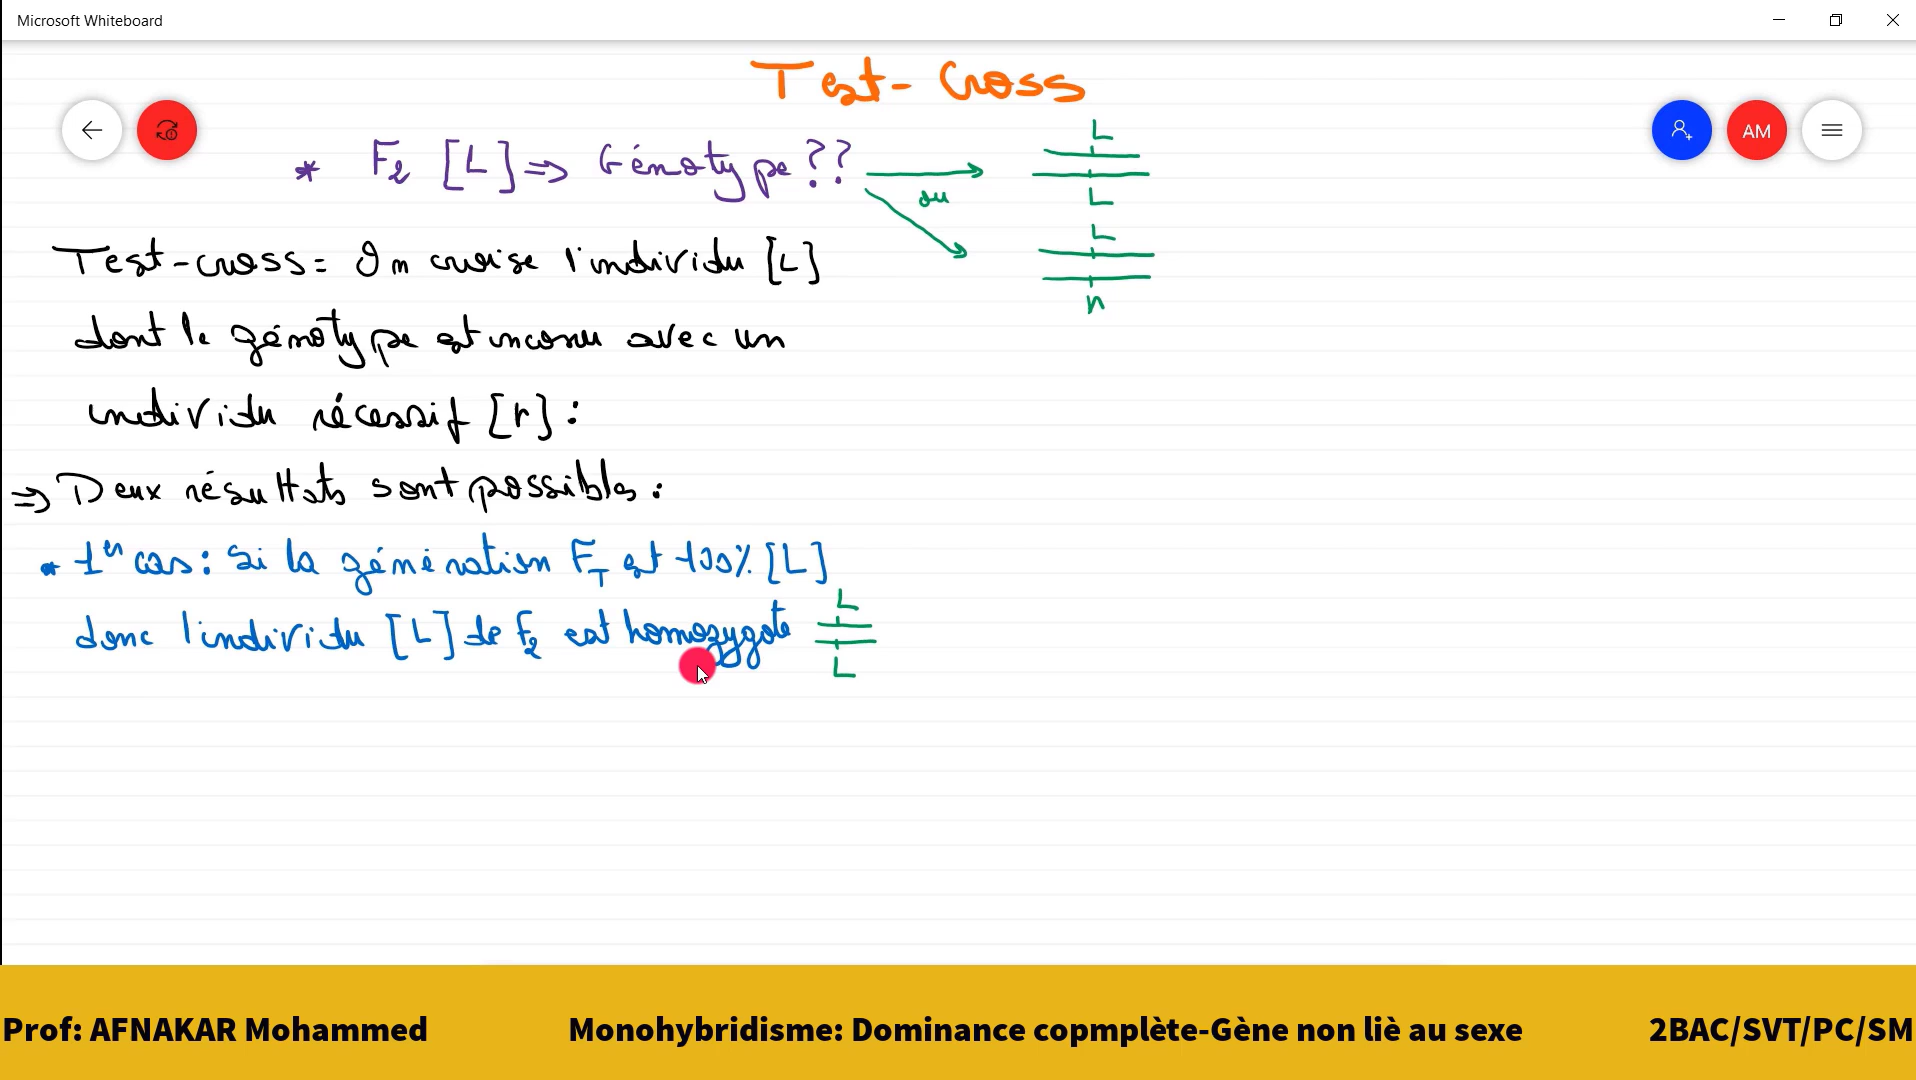 Microsoft Whiteboard
Test-Cross
AM
* F2 [L] => Génotype ??
ou
L
L
L
r
Test-cross = On croise l'individu [L]
dont le génotype est inconu avec un
individu récessif [r] :
=> Deux résultats sont possibles :
* 1er cas : Si la génération FT est 100% [L]
donc l'individu [L] de F2 est homozygote
L
L
Prof: AFNAKAR Mohammed
Monohybridisme: Dominance copmplète-Gène non liè au sexe
2BAC/SVT/PC/SM